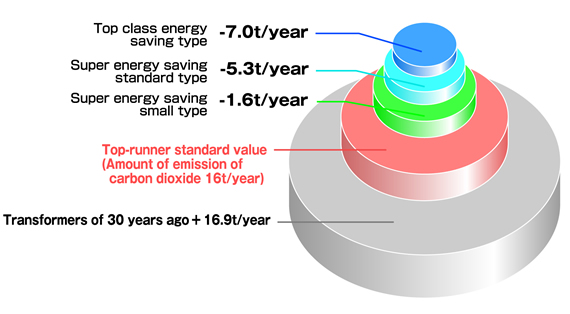 Top class energy
saving type
-7.0t/year
Super energy saving
standard type
-5.3t/year
Super energy saving
small type
-1.6t/year
Top-runner standard value
(Amount of emission of
carbon dioxide 16t/year)
Transformers of 30 years ago+16.9t/year